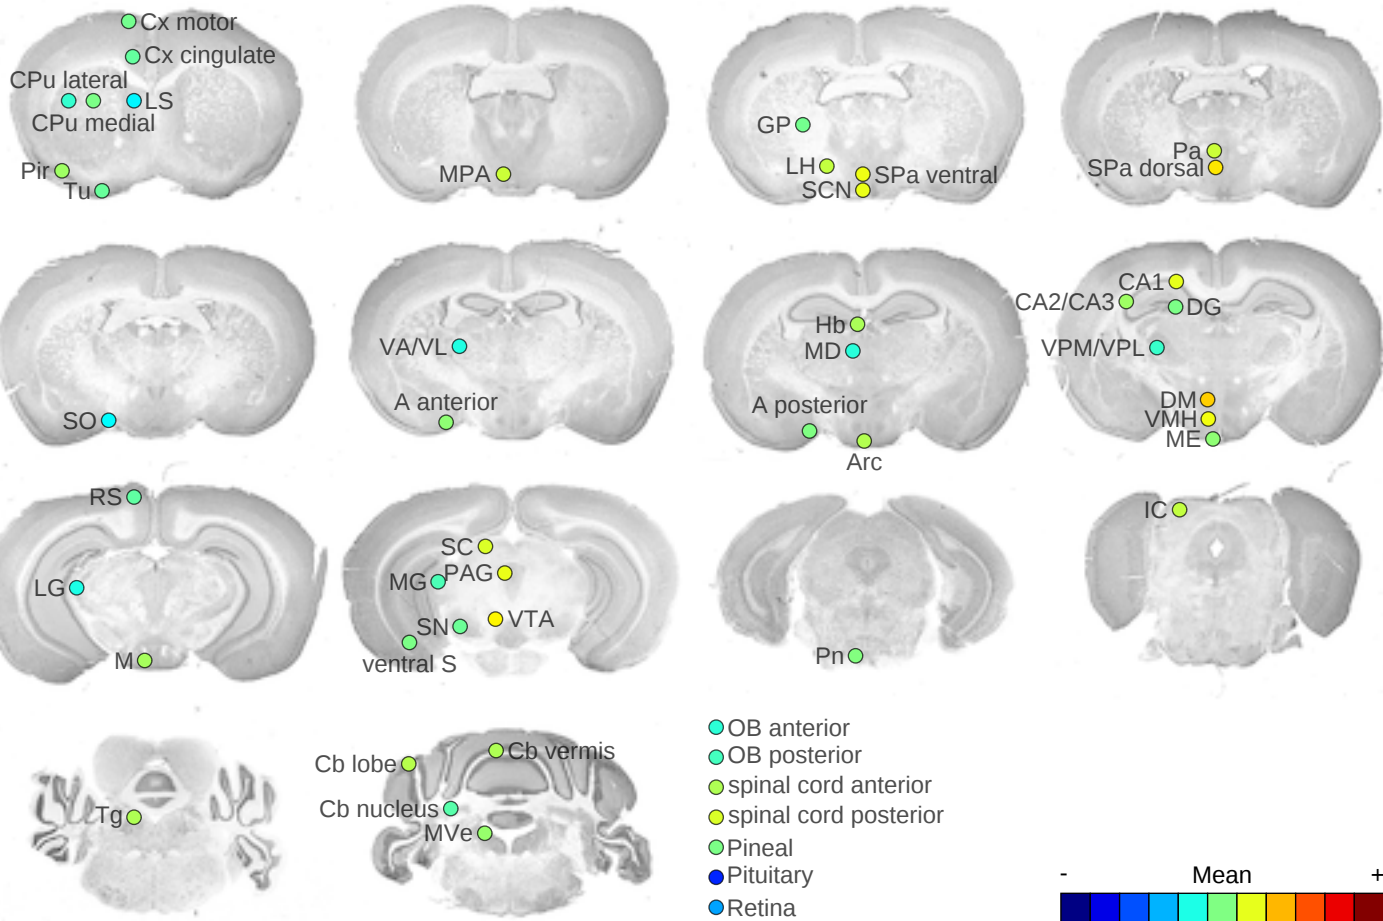 Cx motor
Cx cingulate
CPu lateral
LS
CPu medial
Pir
Tu
MPA
GP
LH
SPa ventral
SCN
Pa
SPa dorsal
SO
VA/VL
A anterior
Hb
MD
A posterior
Arc
CA1
CA2/CA3
DG
VPM/VPL
DM
VMH
ME
RS
LG
M
SC
MG
PAG
SN
VTA
ventral S
Pn
IC
Tg
Cb lobe
Cb vermis
Cb nucleus
MVe
OB anterior
OB posterior
spinal cord anterior
spinal cord posterior
Pineal
Pituitary
Retina
- Mean +